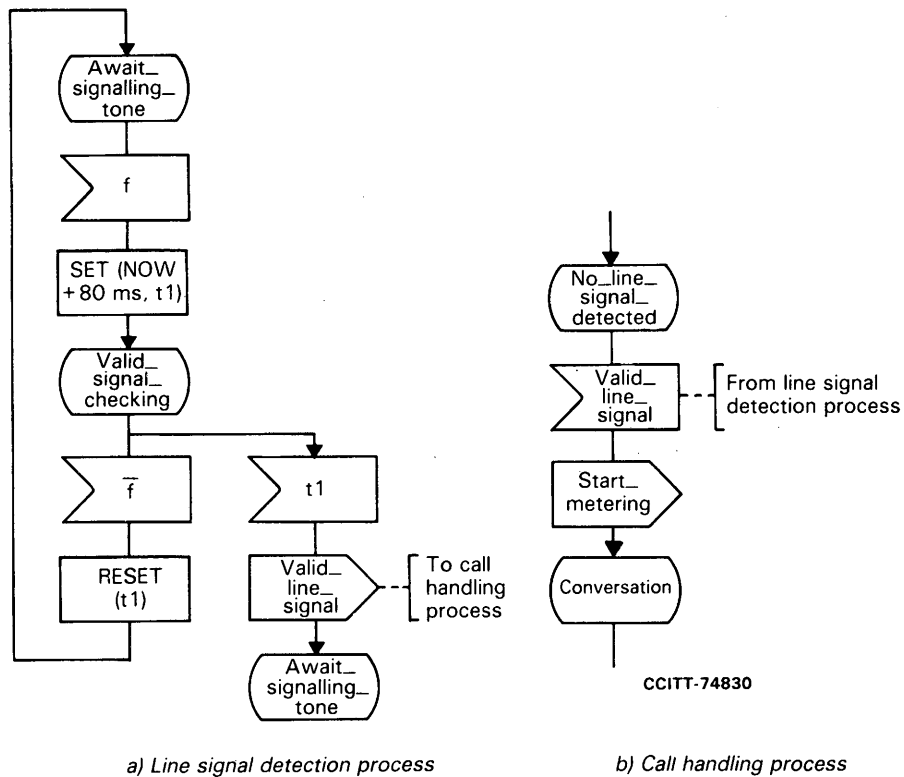 Await_
signalling_
tone
f
SET (NOW
+80 ms, t1)
Valid_
signal_
checking
f̅
RESET
(t1)
t1
Valid_
line_
signal
To call
handling
process
Await_
signalling_
tone
a) Line signal detection process
No_line_
signal_
detected
Valid_
line_
signal
From line signal
detection process
Start_
metering
Conversation
CCITT-74830
b) Call handling process